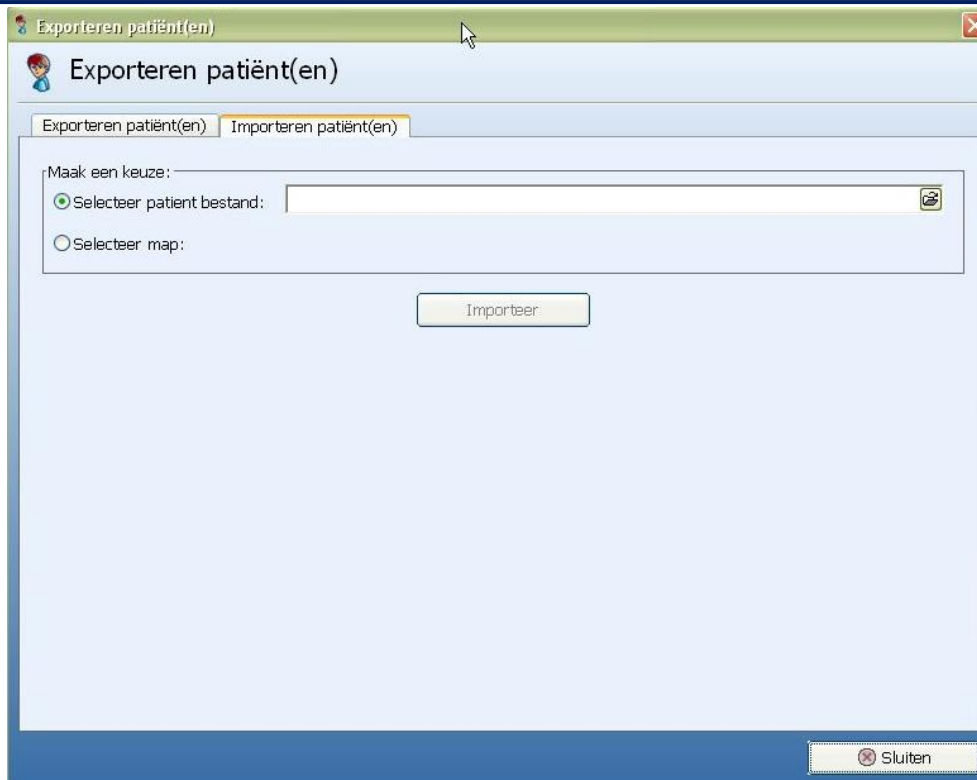 Exporteren patiënt(en)
Exporteren patiënt(en)
Exporteren patiënt(en) Importeren patiënt(en)
Maak een keuze:
Selecteer patient bestand:
Selecteer map:
Importeer
Sluiten